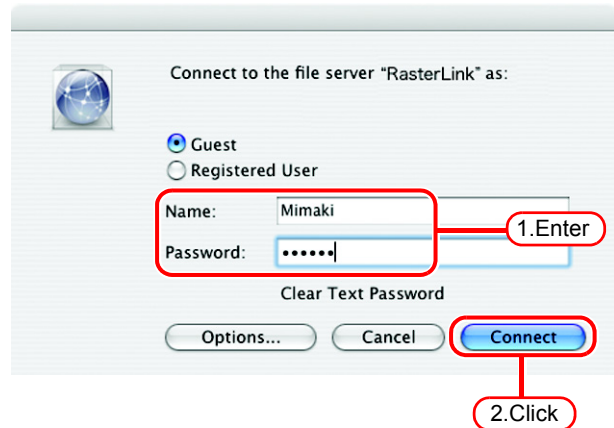 Connect to the file server “RasterLink” as:
Guest
Registered User
Name: Mimaki
1.Enter
Password: ••••••
Clear Text Password
Options... Cancel Connect
2.Click